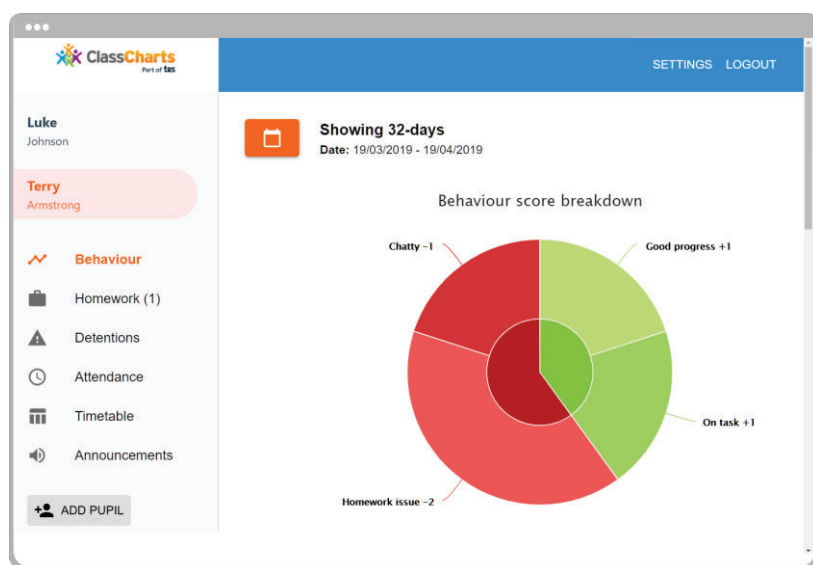 ClassCharts
Part of tes
SETTINGS LOGOUT
Luke
Johnson
Terry
Armstrong
Behaviour
Homework (1)
Detentions
Attendance
Timetable
Announcements
ADD PUPIL
Showing 32-days
Date: 19/03/2019 - 19/04/2019
Behaviour score breakdown
Chatty −1
Good progress +1
On task +1
Homework issue −2